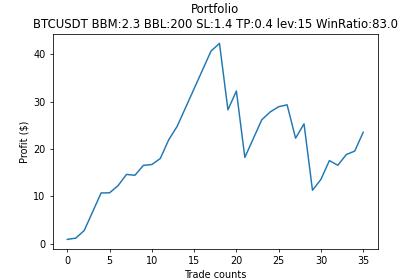 Portfolio
BTCUSDT BBM:2.3 BBL:200 SL:1.4 TP:0.4 lev:15 WinRatio:83.0
40
30
20
10
0
Profit ($)
0 5 10 15 20 25 30 35
Trade counts